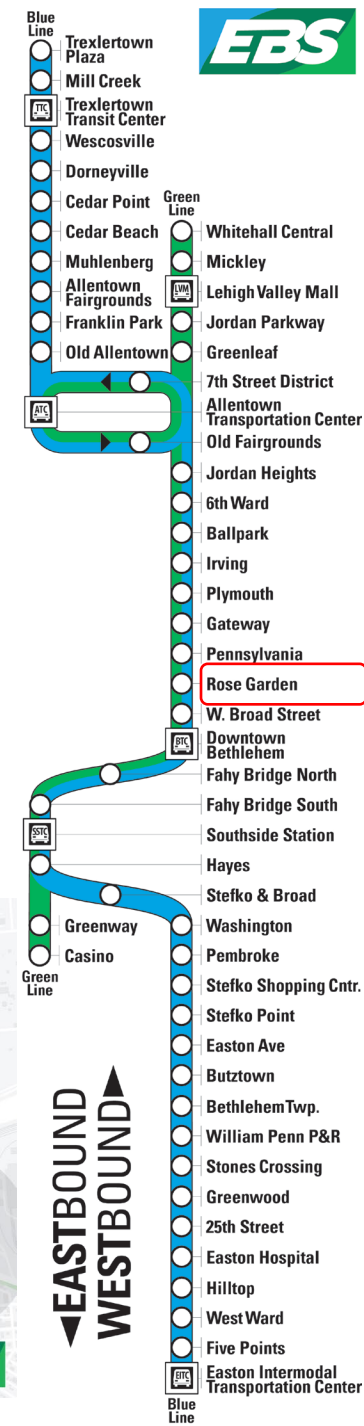 Blue
Line
EBS
Trexlertown
Plaza
Mill Creek
TTC
Trexlertown
Transit Center
Wescosville
Dorneyville
Cedar Point
Green
Line
Cedar Beach
Whitehall Central
Muhlenberg
Mickley
Allentown
Fairgrounds
LVM
Lehigh Valley Mall
Franklin Park
Jordan Parkway
Old Allentown
Greenleaf
7th Street District
ATC
Allentown
Transportation Center
Old Fairgrounds
Jordan Heights
6th Ward
Ballpark
Irving
Plymouth
Gateway
Pennsylvania
Rose Garden
W. Broad Street
BTC
Downtown
Bethlehem
Fahy Bridge North
Fahy Bridge South
SSTC
Southside Station
Hayes
Stefko & Broad
Greenway
Washington
Casino
Pembroke
Green
Line
Stefko Shopping Cntr.
Stefko Point
Easton Ave
Butztown
Bethlehem Twp.
William Penn P&R
Stones Crossing
Greenwood
25th Street
Easton Hospital
Hilltop
West Ward
Five Points
EITC
Easton Intermodal
Transportation Center
Blue
Line
EASTBOUND
WESTBOUND